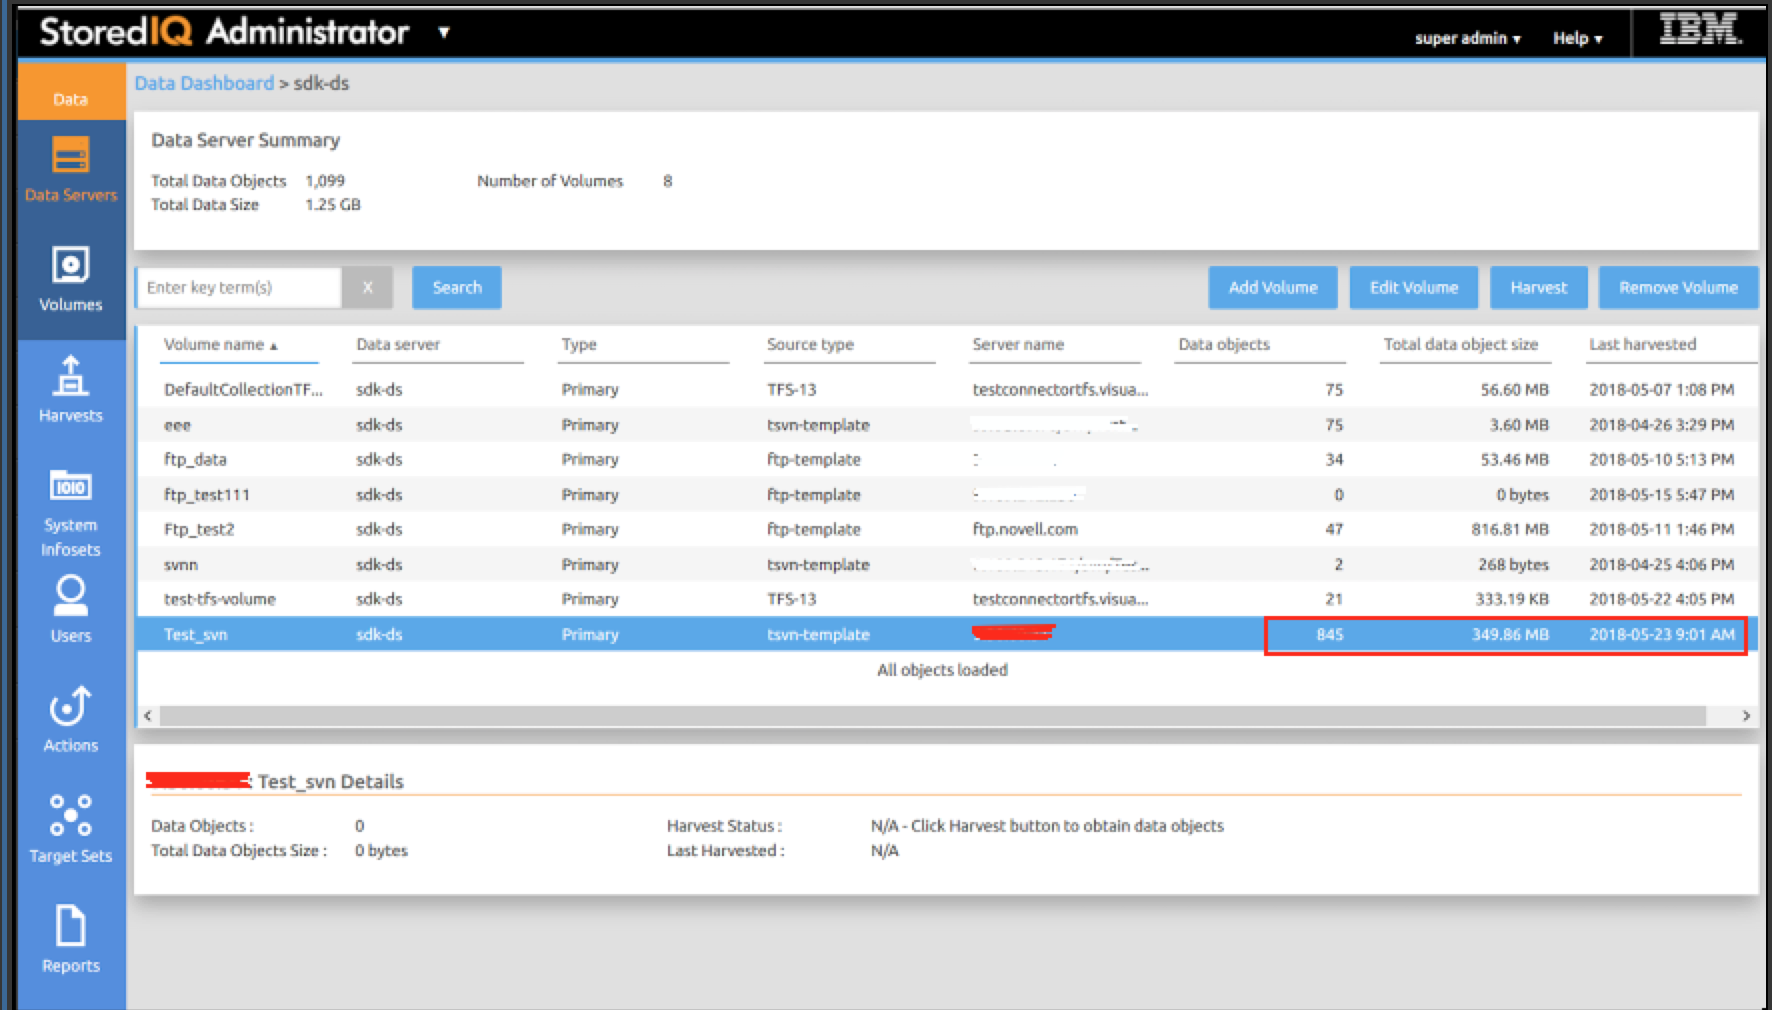 StoredIQ Administrator ▼
super admin ▾ Help ▾ IBM.
Data
Data Servers
Volumes
Harvests
System
Infosets
Users
Actions
Target Sets
Reports
Data Dashboard > sdk-ds
Data Server Summary
Total Data Objects 1,099 Number of Volumes 8
Total Data Size 1.25 GB
Enter key term(s) X Search Add Volume Edit Volume Harvest Remove Volume
Volume name ▴ Data server Type Source type Server name Data objects Total data object size Last harvested
DefaultCollectionTF... sdk-ds Primary TFS-13 testconnectortfs.visua... 75 56.60 MB 2018-05-07 1:08 PM
eee sdk-ds Primary tsvn-template 75 3.60 MB 2018-04-26 3:29 PM
ftp_data sdk-ds Primary ftp-template 34 53.46 MB 2018-05-10 5:13 PM
ftp_test111 sdk-ds Primary ftp-template 0 0 bytes 2018-05-15 5:47 PM
Ftp_test2 sdk-ds Primary ftp-template ftp.novell.com 47 816.81 MB 2018-05-11 1:46 PM
svnn sdk-ds Primary tsvn-template 2 268 bytes 2018-04-25 4:06 PM
test-tfs-volume sdk-ds Primary TFS-13 testconnectortfs.visua... 21 333.19 KB 2018-05-22 4:05 PM
Test_svn sdk-ds Primary tsvn-template 845 349.86 MB 2018-05-23 9:01 AM
All objects loaded
: Test_svn Details
Data Objects : 0 Harvest Status : N/A - Click Harvest button to obtain data objects
Total Data Objects Size : 0 bytes Last Harvested : N/A